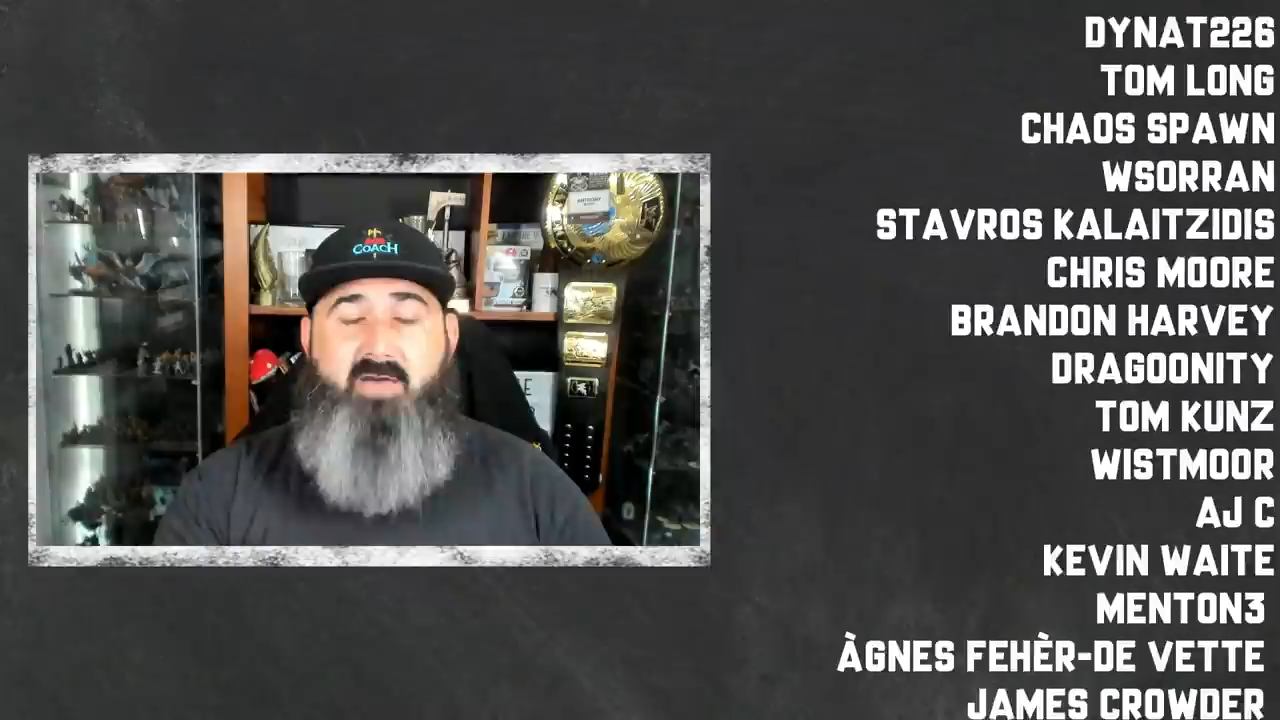 COACH
DYNAT226
TOM LONG
CHAOS SPAWN
WSORRAN
STAVROS KALAITZIDIS
CHRIS MOORE
BRANDON HARVEY
DRAGOONITY
TOM KUNZ
WISTMOOR
AJ C
KEVIN WAITE
MENTON3
ÀGNES FEHÈR-DE VETTE
JAMES CROWDER